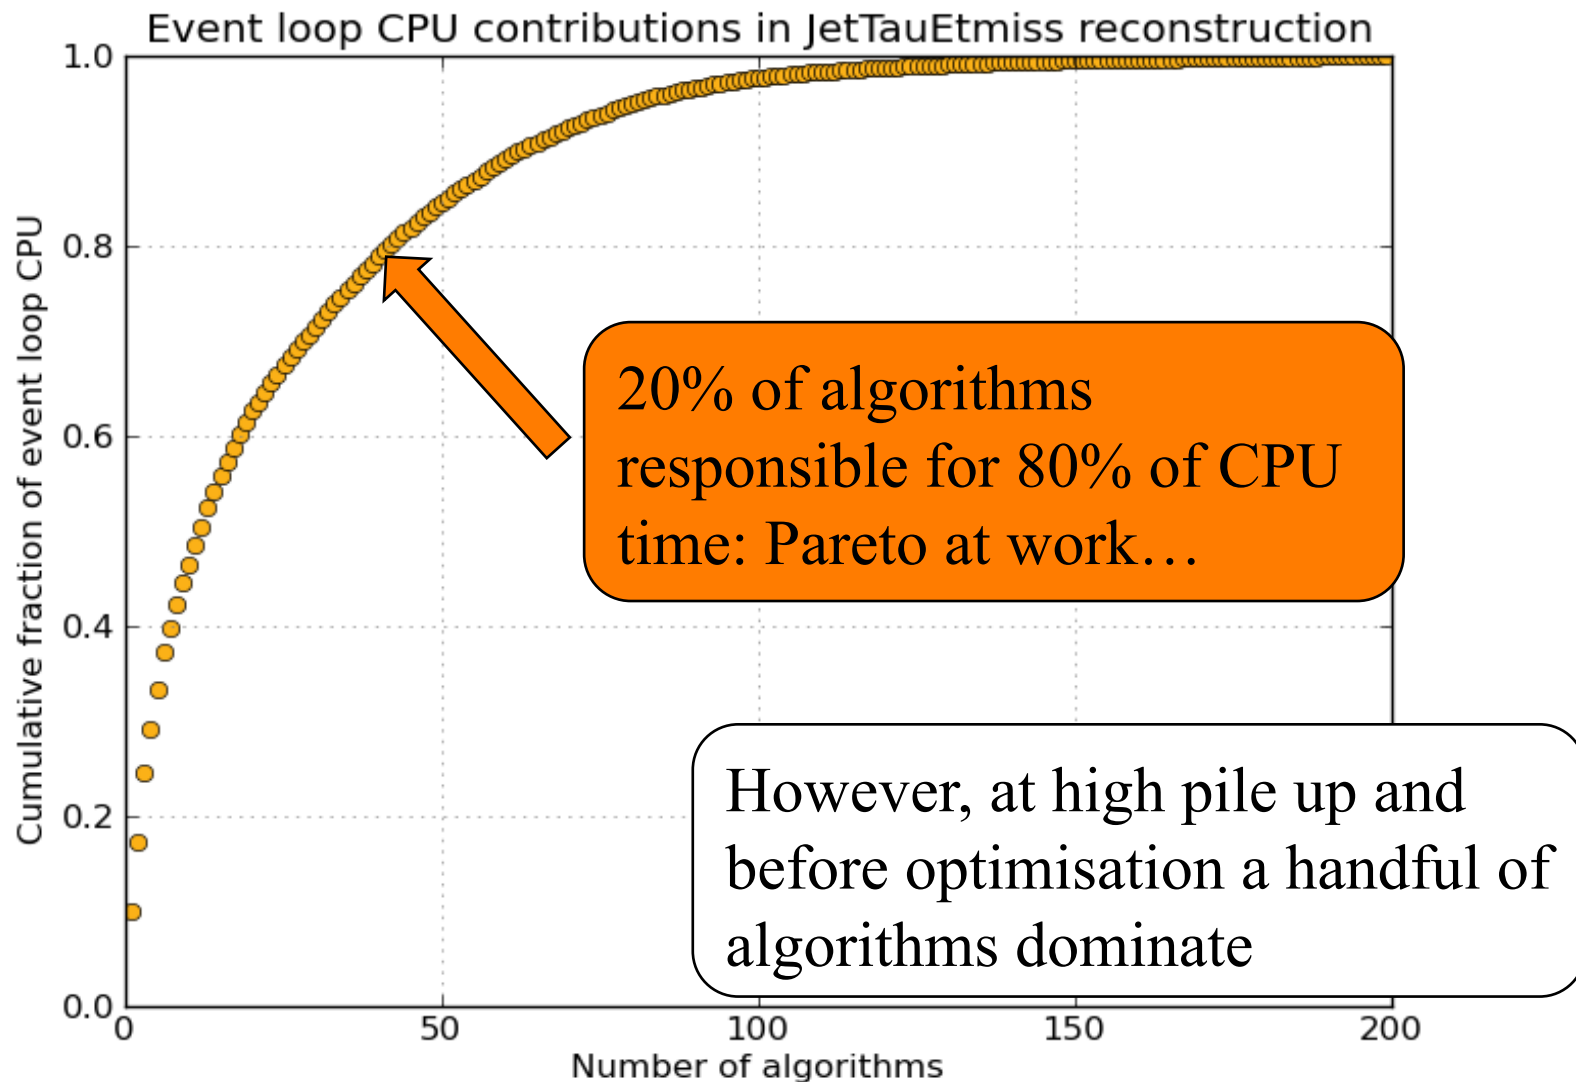 Event loop CPU contributions in JetTauEtmiss reconstruction
Cumulative fraction of event loop CPU
1.0
0.8
0.6
0.4
0.2
0.0
20% of algorithms
responsible for 80% of CPU
time: Pareto at work…
However, at high pile up and
before optimisation a handful of
algorithms dominate
0
50
100
150
200
Number of algorithms